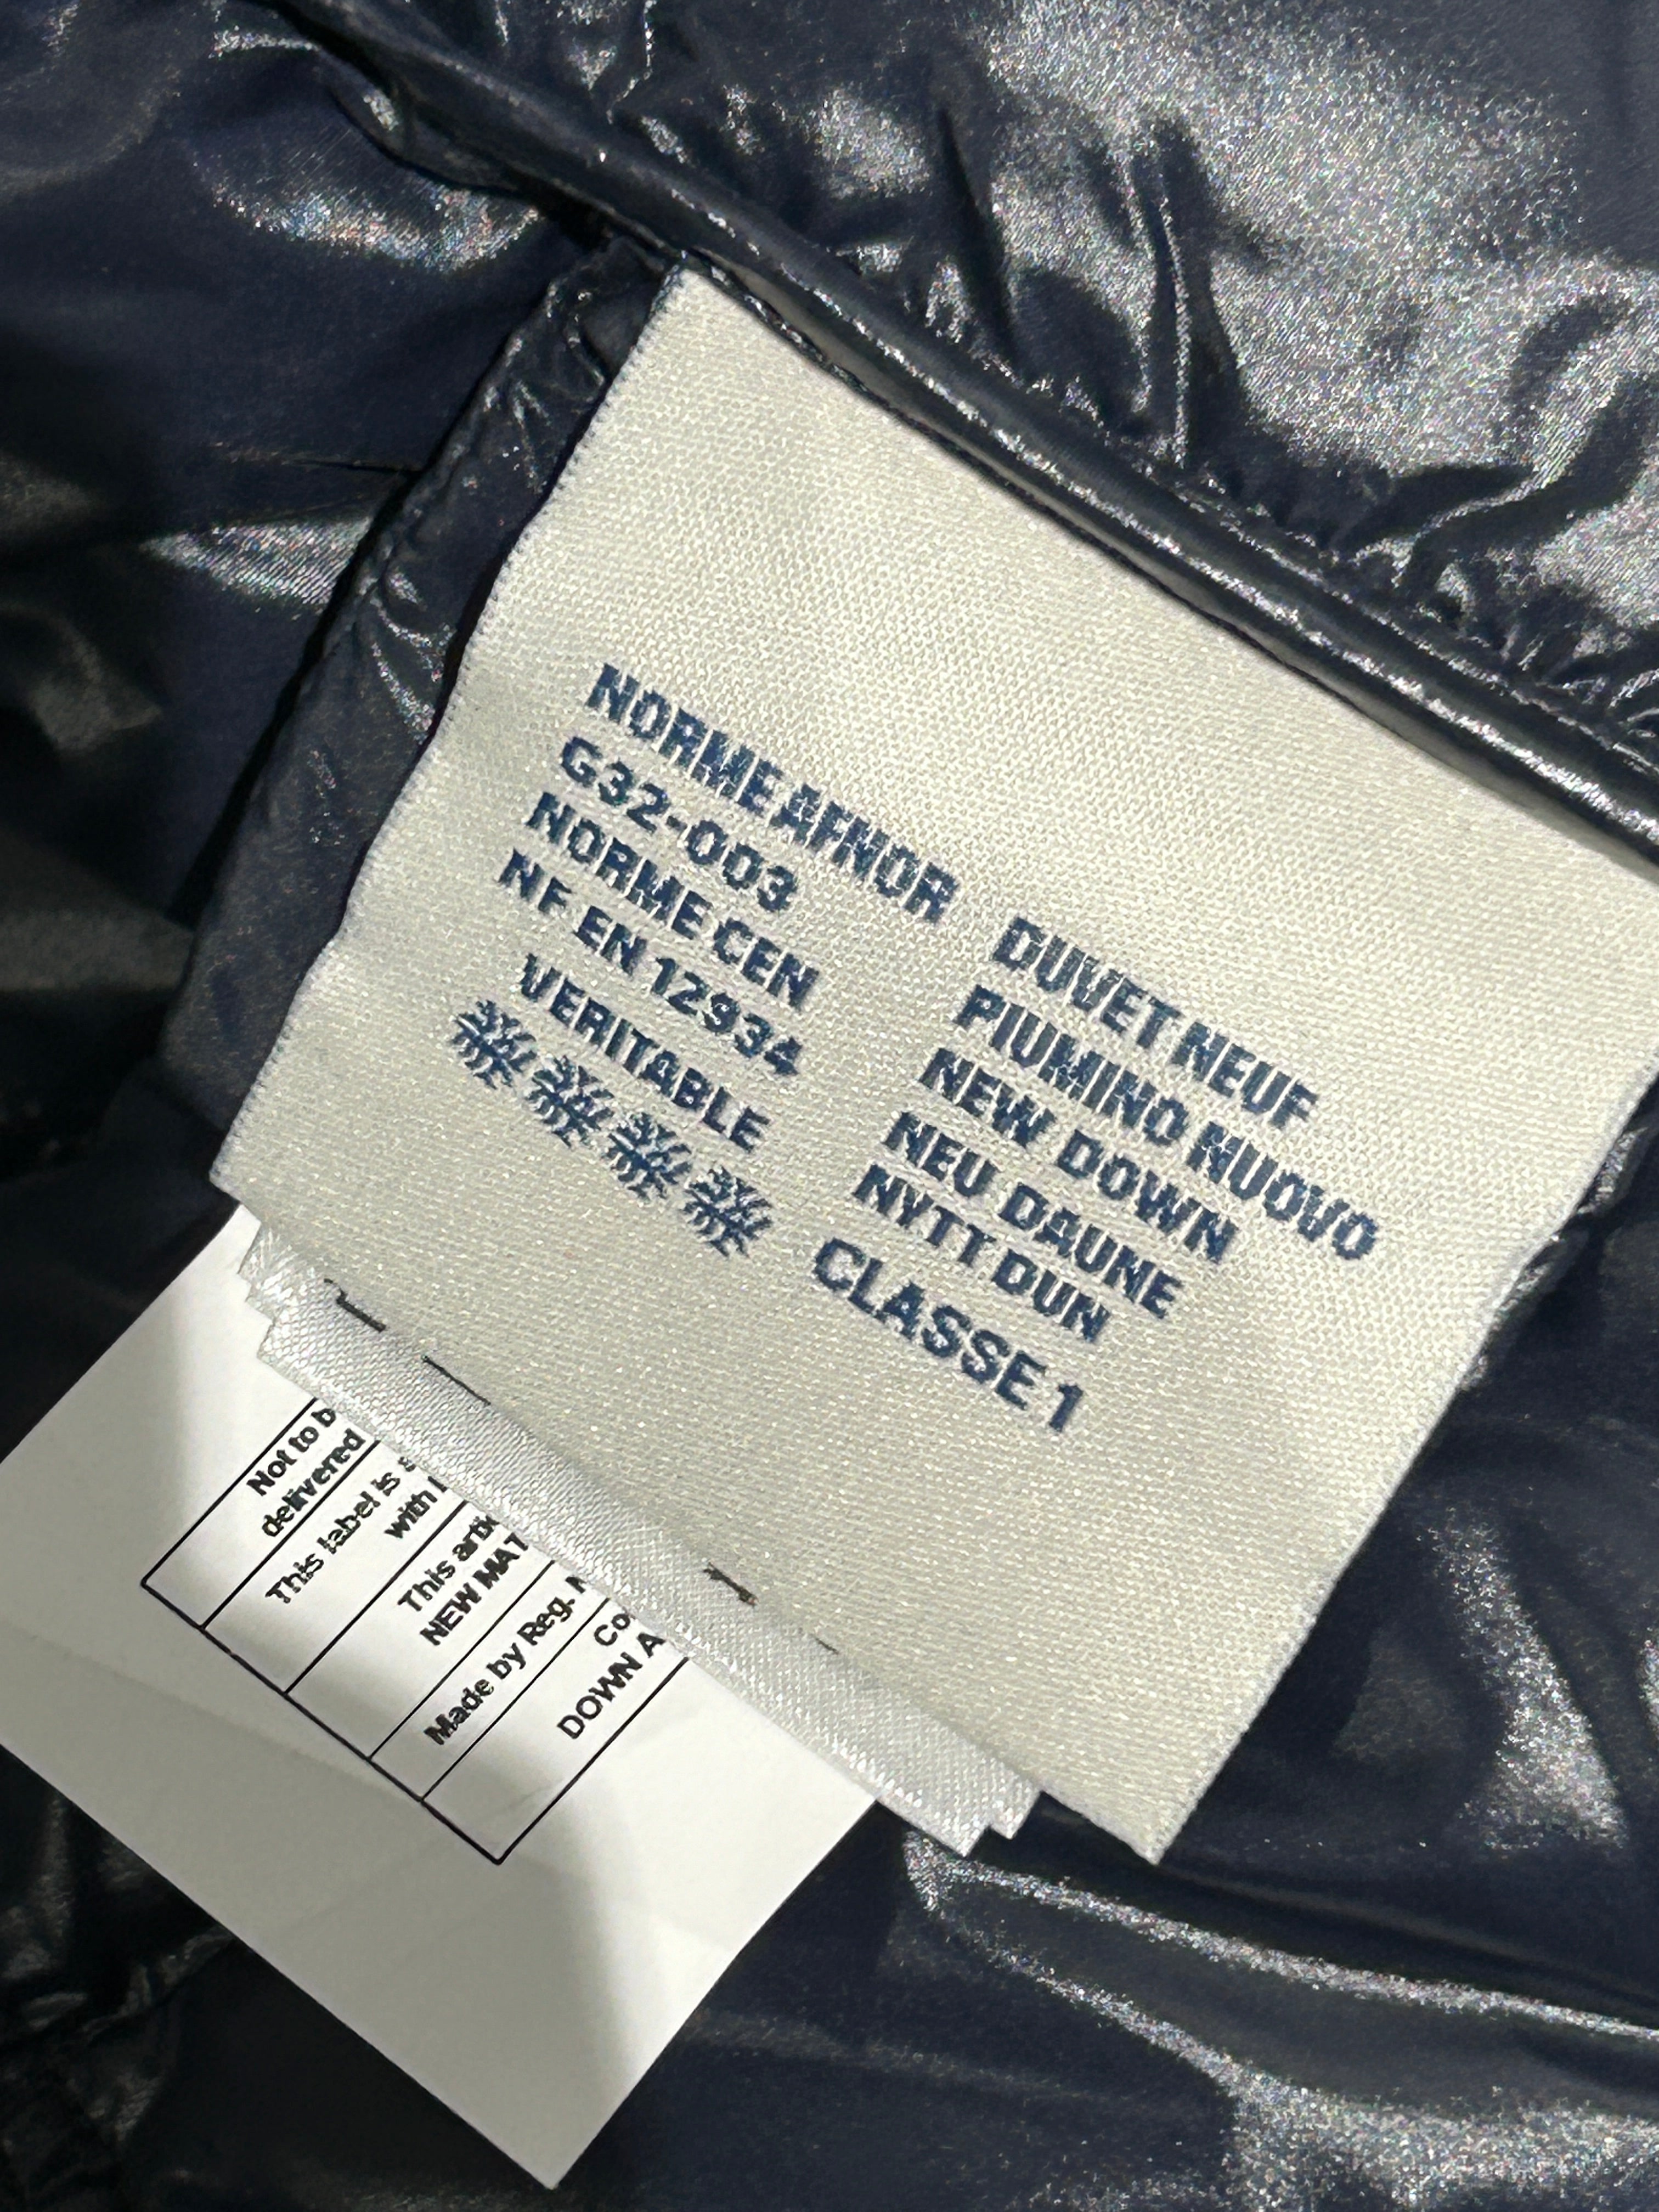 NORME AFNOR
G32-003
NORME CEN
NF EN 12934
VERITABLE
DUVET NEUF
PIUMINO NUOVO
NEW DOWN
NEU DAUNE
NYTT DUN
CLASSE 1
Not to b
delivered
This label is
with
This
NEW MAT
Made by Reg.
Co
DOWN A